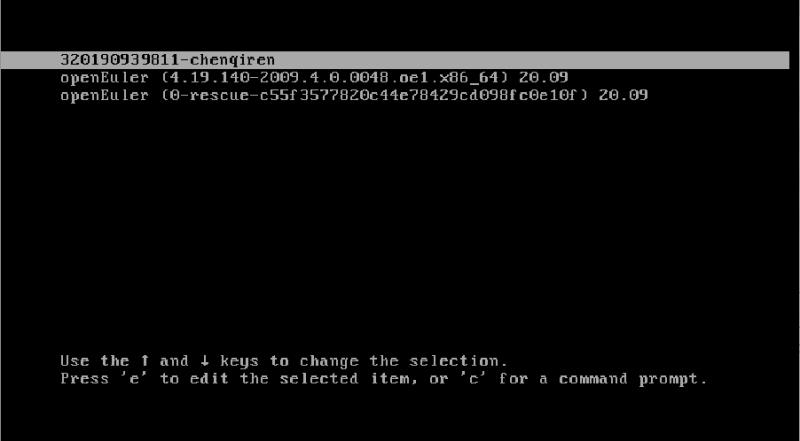 320190939811-chenqiren
openEuler (4.19.140-2009.4.0.0048.oe1.x86_64) 20.09
openEuler (0-rescue-c55f3577820c44e78429cd098fc0e10f) 20.09
Use the ↑ and ↓ keys to change the selection.
Press 'e' to edit the selected item, or 'c' for a command prompt.